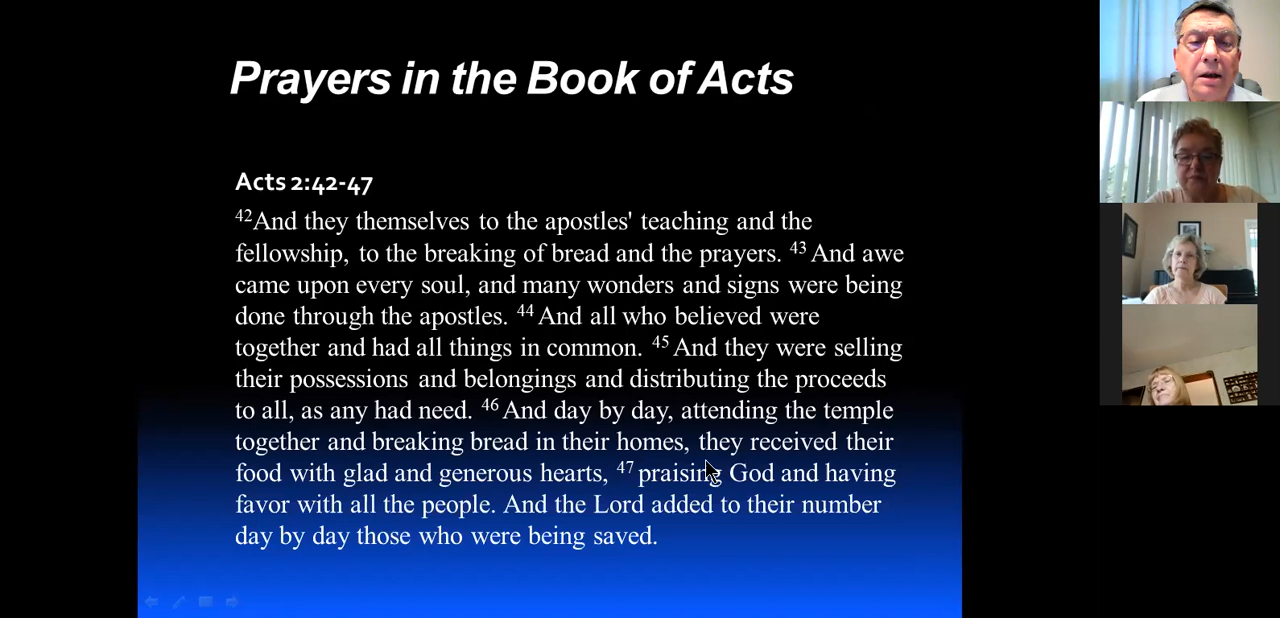 Prayers in the Book of Acts
Acts 2:42-47
42And they themselves to the apostles' teaching and the
fellowship, to the breaking of bread and the prayers. 43 And awe
came upon every soul, and many wonders and signs were being
done through the apostles. 44 And all who believed were
together and had all things in common. 45 And they were selling
their possessions and belongings and distributing the proceeds
to all, as any had need. 46 And day by day, attending the temple
together and breaking bread in their homes, they received their
food with glad and generous hearts, 47 praising God and having
favor with all the people. And the Lord added to their number
day by day those who were being saved.